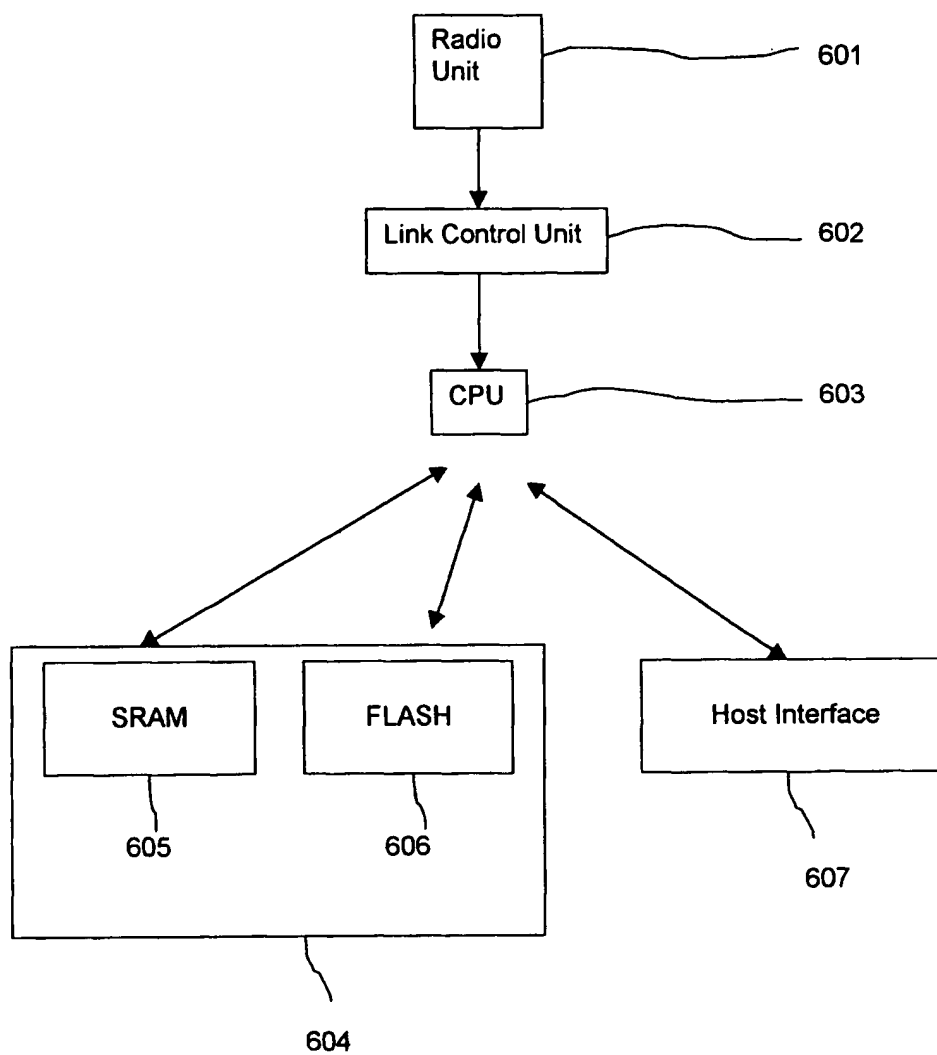 Radio
Unit
601
Link Control Unit
602
CPU
603
SRAM
FLASH
Host Interface
605
606
607
604